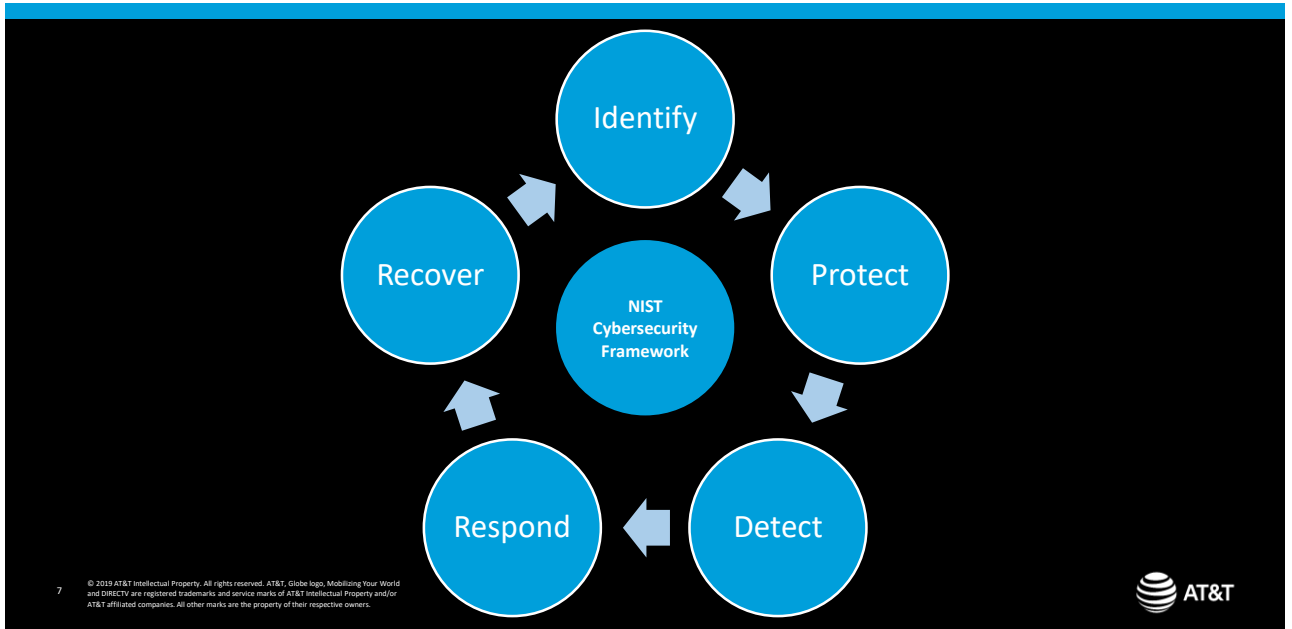 Identify
Protect
Detect
Respond
Recover
NIST
Cybersecurity
Framework
7
© 2019 AT&T Intellectual Property. All rights reserved. AT&T, Globe logo, Mobilizing Your World
and DIRECTV are registered trademarks and service marks of AT&T Intellectual Property and/or
AT&T affiliated companies. All other marks are the property of their respective owners.
AT&T